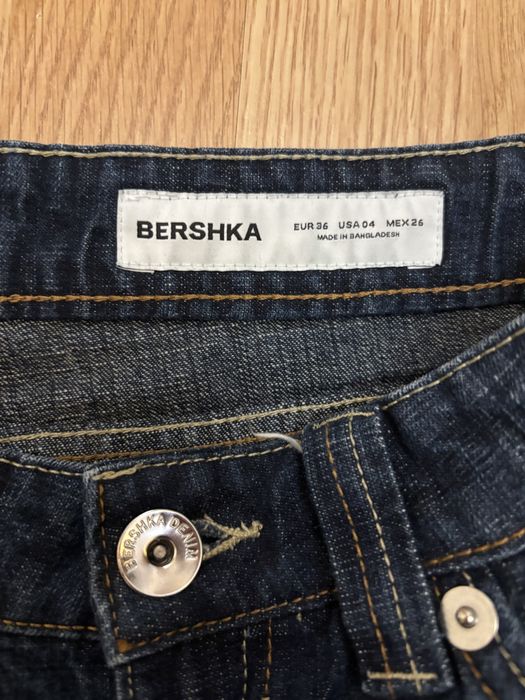 BERSHKA
EUR 36 USA 04 MEX 26
MADE IN BANGLADESH
BERSHKA DENIM